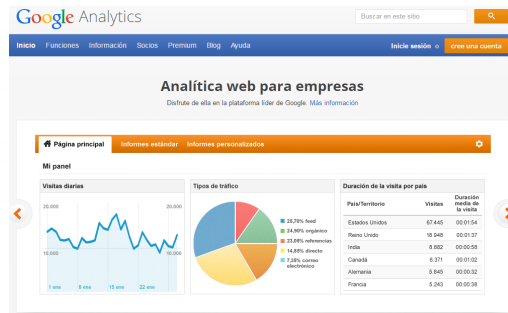 Google Analytics
Buscar en este sitio
Inicio Funciones Información Socios Premium Blog Ayuda
Inicie sesión o cree una cuenta
Analítica web para empresas
Disfrute de ella en la plataforma líder de Google. Más información
Página principal Informes estándar Informes personalizados
Mi panel
Visitas diarias
20.000 20.000
10.000 10.000
1 ene 8 ene 15 ene 22 ene
Tipos de tráfico
25,70% feed
24,90% orgánico
23,09% referencias
14,89% directo
7,28% correo
electrónico
Duración de la visita por país
País/Territorio Visitas Duración media de la visita
Estados Unidos 67.445 00:01:54
Reino Unido 18.948 00:01:37
India 8.882 00:00:58
Canadá 6.371 00:01:02
Alemania 5.845 00:00:32
Francia 5.243 00:00:38